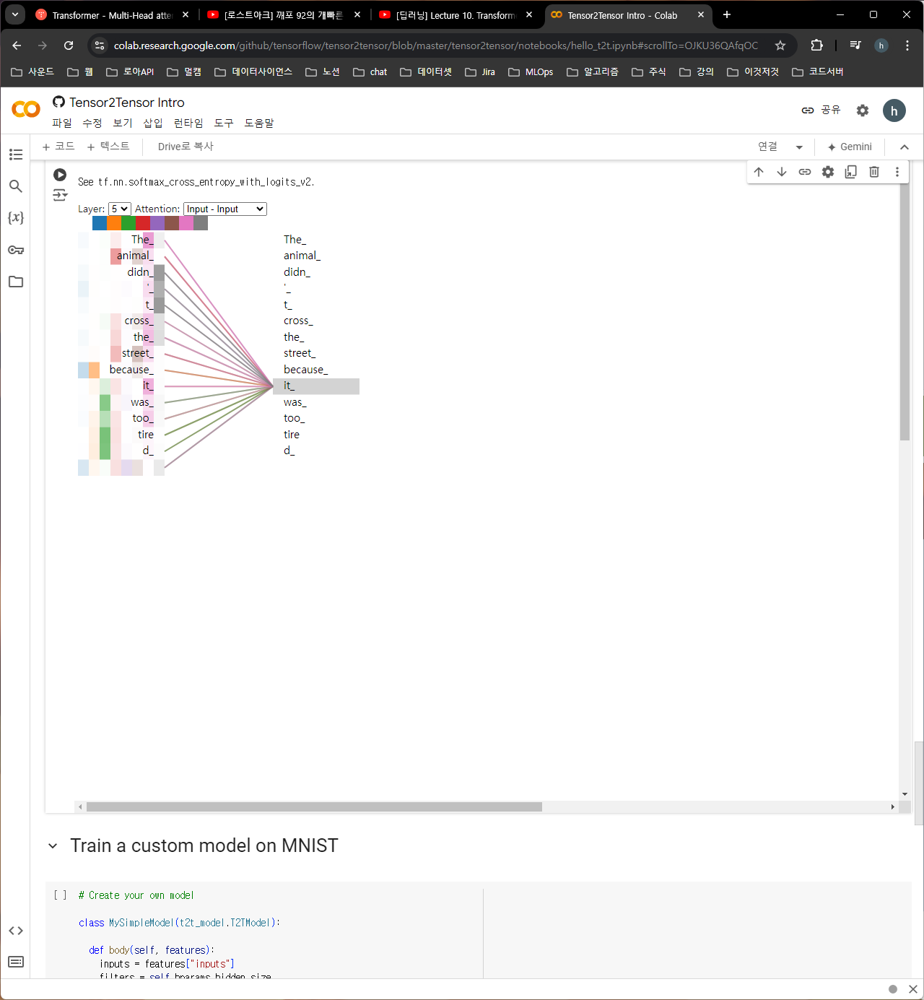 Transformer - Multi-Head atte
[로스트아크] 깨포 92의 개빠른
[딥러닝] Lecture 10. Transform
Tensor2Tensor Intro - Colab
colab.research.google.com/github/tensorflow/tensor2tensor/blob/master/tensor2tensor/notebooks/hello_t2t.ipynb#scrollTo=OJKU36QAfqOC
h
사운드 웹 로아API 멀캠 데이터사이언스 노션 chat 데이터셋 Jira MLOps 알고리즘 주식 강의 이것저것 코드서버
Tensor2Tensor Intro
파일 수정 보기 삽입 런타임 도구 도움말
공유
h
+ 코드 + 텍스트 Drive로 복사
연결
Gemini
{x}
See tf.nn.softmax_cross_entropy_with_logits_v2.
Layer: 5 Attention: Input - Input
The_ The_
animal_ animal_
didn_ didn_
'_ '_
t_ t_
cross_ cross_
the_ the_
street_ street_
because_ because_
it_ it_
was_ was_
too_ too_
tire tire
d_ d_
Train a custom model on MNIST
[ ] # Create your own model
class MySimpleModel(t2t_model.T2TModel):
def body(self, features):
inputs = features["inputs"]
filters = self.hparams.hidden_size